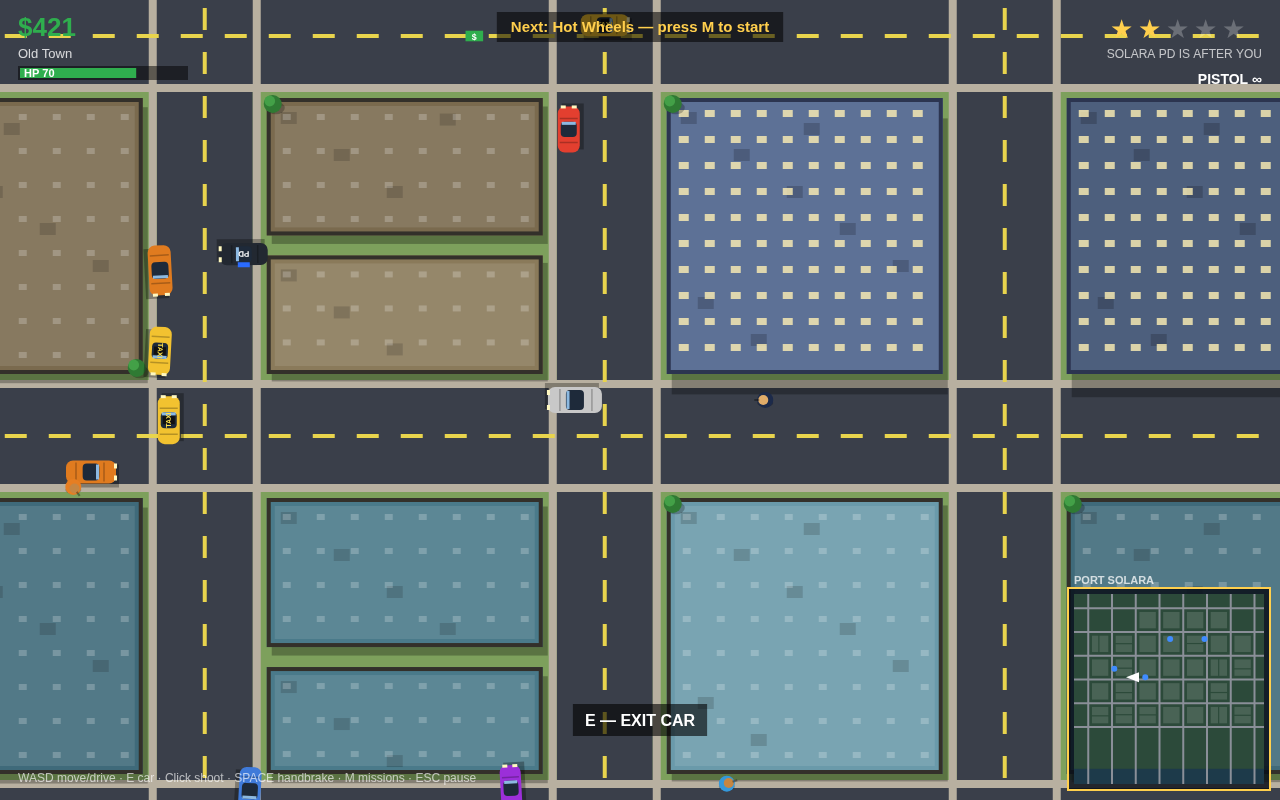 $421
Old Town
HP 70
$
Next: Hot Wheels — press M to start
SOLARA PD IS AFTER YOU
PISTOL ∞
PD
TAXI
TAXI
PORT SOLARA
E — EXIT CAR
WASD move/drive · E car · Click shoot · SPACE handbrake · M missions · ESC pause